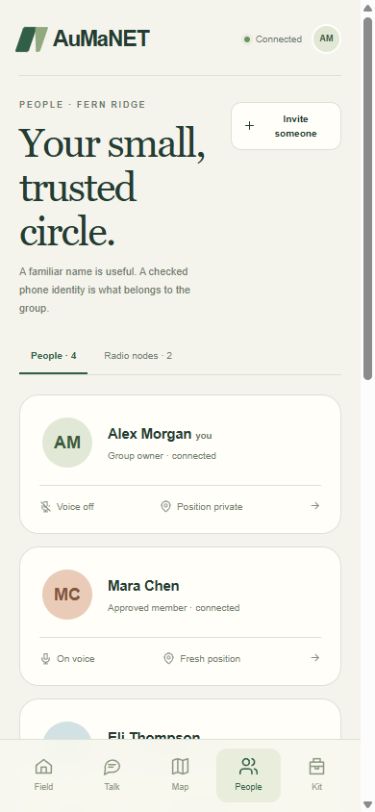 AuMaNET
Connected
AM
PEOPLE · FERN RIDGE
Invite
someone
Your small,
trusted
circle.
A familiar name is useful. A checked
phone identity is what belongs to the
group.
People · 4
Radio nodes · 2
AM
Alex Morgan you
Group owner · connected
Voice off
Position private
MC
Mara Chen
Approved member · connected
On voice
Fresh position
Eli Thompson
Field
Talk
Map
People
Kit